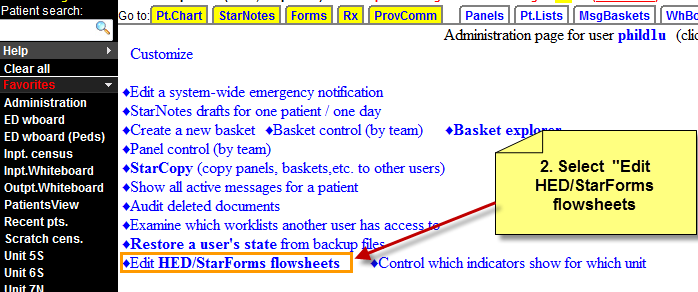 Patient search:
Go to: Pt.Chart StarNotes Forms Rx ProvComm Panels Pt.Lists MsgBaskets WhBo
Administration page for user phild1u (clic
Help
Customize
Clear all
Favorites
♦Edit a system-wide emergency notification
Administration
♦StarNotes drafts for one patient / one day
ED wboard
♦Create a new basket ♦Basket control (by team) ♦Basket explorer
ED wboard (Peds)
♦Panel control (by team)
Inpt. census
♦StarCopy (copy panels, baskets,etc. to other users)
Inpt.Whiteboard
♦Show all active messages for a patient
Outpt.Whiteboard
♦Audit deleted documents
PatientsView
♦Examine which worklists another user has access to
Recent pts.
♦Restore a user's state from backup files
Scratch cens.
♦Edit HED/StarForms flowsheets ♦Control which indicators show for which unit
Unit 5S
Unit 6S
Unit 7N
2. Select "Edit
HED/StarForms
flowsheets